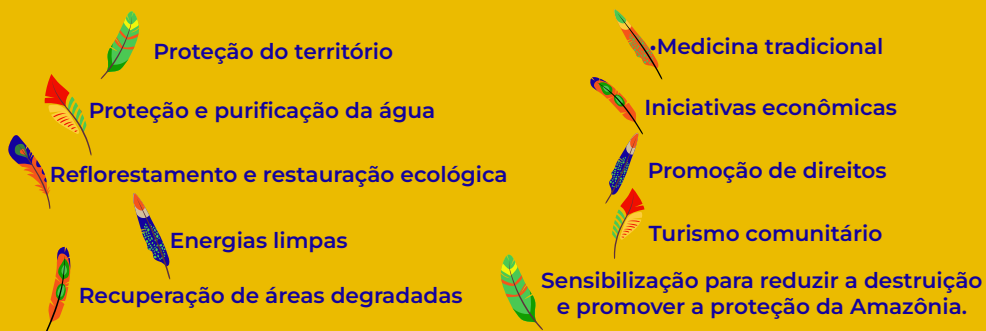 Proteção do território
Proteção e purificação da água
Reflorestamento e restauração ecológica
Energias limpas
Recuperação de áreas degradadas
•Medicina tradicional
Iniciativas econômicas
Promoção de direitos
Turismo comunitário
Sensibilização para reduzir a destruição
e promover a proteção da Amazônia.